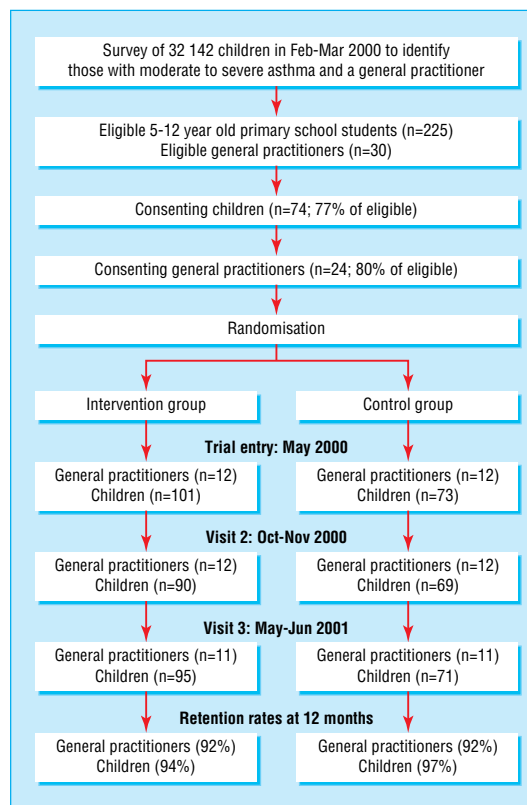 Survey of 32 142 children in Feb-Mar 2000 to identify
those with moderate to severe asthma and a general practitioner
Eligible 5-12 year old primary school students (n=225)
Eligible general practitioners (n=30)
Consenting children (n=74; 77% of eligible)
Consenting general practitioners (n=24; 80% of eligible)
Randomisation
Intervention group
Control group
Trial entry: May 2000
General practitioners (n=12)
Children (n=101)
General practitioners (n=12)
Children (n=73)
Visit 2: Oct-Nov 2000
General practitioners (n=12)
Children (n=90)
General practitioners (n=12)
Children (n=69)
Visit 3: May-Jun 2001
General practitioners (n=11)
Children (n=95)
General practitioners (n=11)
Children (n=71)
Retention rates at 12 months
General practitioners (92%)
Children (94%)
General practitioners (92%)
Children (97%)